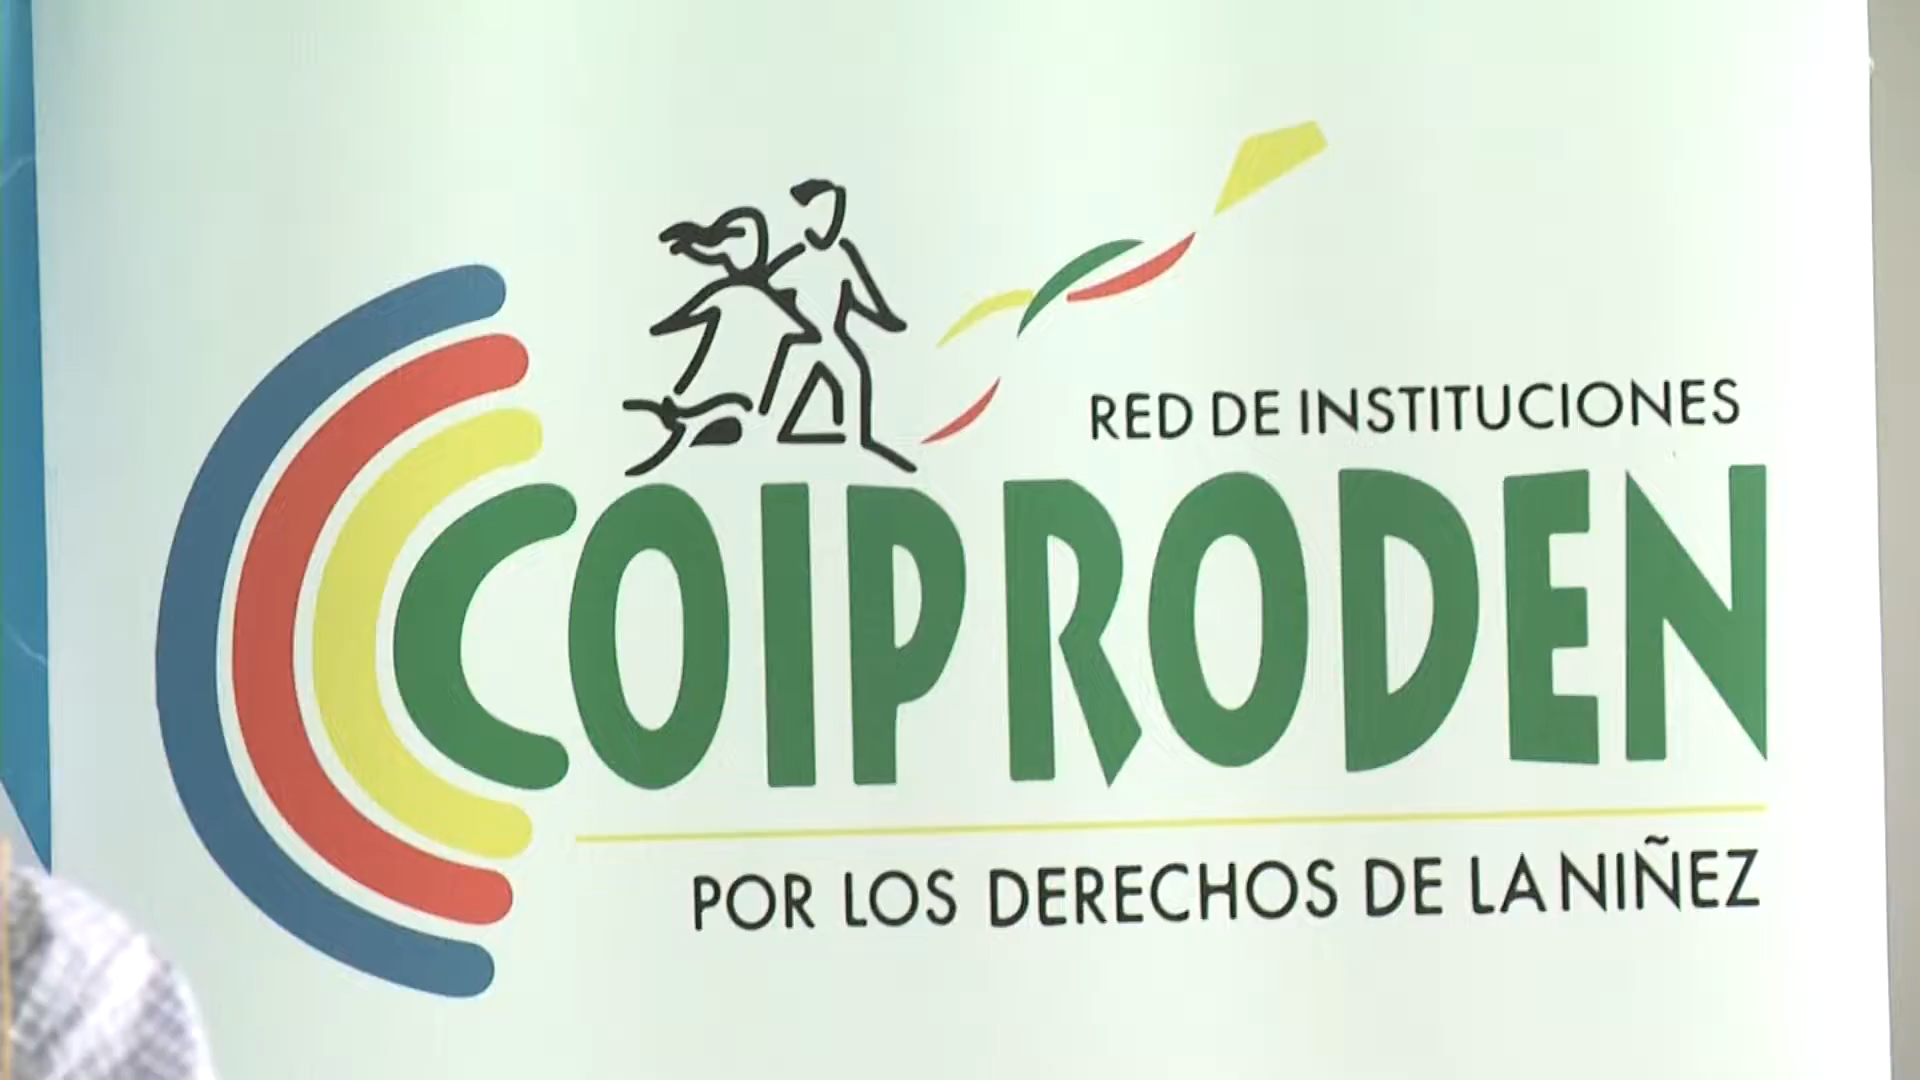 RED DE INSTITUCIONES
COIPRODEN
POR LOS DERECHOS DE LA NIÑEZ